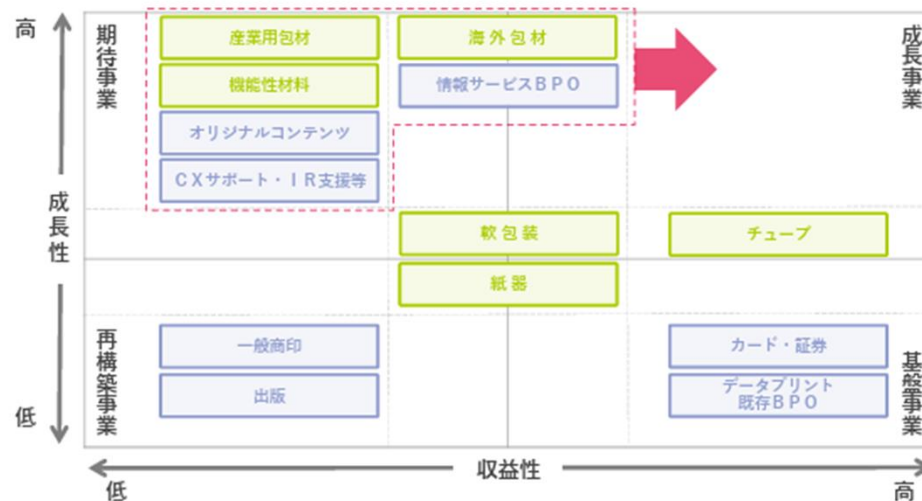 高
期待事業
産業用包材
海外包材
成長事業
機能性材料
情報サービスBPO
オリジナルコンテンツ
CXサポート・IR支援等
成長性
軟包装
チューブ
紙器
再構築事業
一般商印
カード・証券
基盤事業
出版
データプリント
既存BPO
低
収益性
低
高